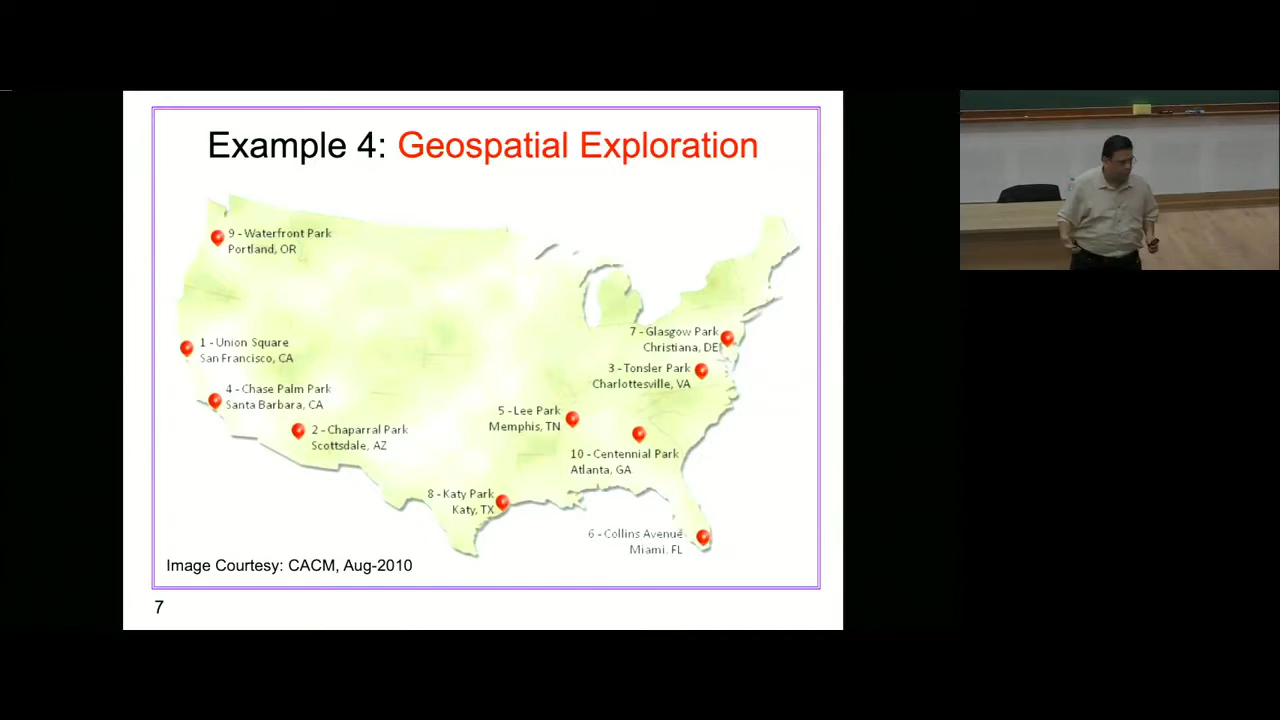 Example 4: Geospatial Exploration
9 - Waterfront Park
Portland, OR
1 - Union Square
San Francisco, CA
4 - Chase Palm Park
Santa Barbara, CA
2 - Chaparral Park
Scottsdale, AZ
7 - Glasgow Park
Christiana, DE
3 - Tonsler Park
Charlottesville, VA
5 - Lee Park
Memphis, TN
10 - Centennial Park
Atlanta, GA
8 - Katy Park
Katy, TX
6 - Collins Avenue
Miami, FL
Image Courtesy: CACM, Aug-2010
7